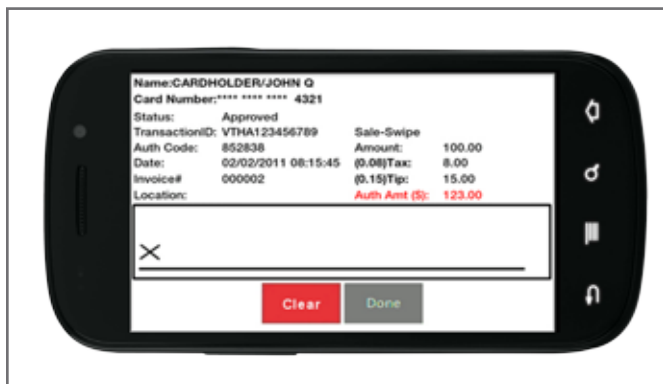 Name:CARDHOLDER/JOHN Q
Card Number:**** **** **** 4321
Status: Approved
TransactionID: VTHA123456789 Sale-Swipe
Auth Code: 852838 Amount: 100.00
Date: 02/02/2011 08:15:45 (0.08)Tax: 8.00
Invoice# 000002 (0.15)Tip: 15.00
Location: Auth Amt ($): 123.00
X
Clear Done